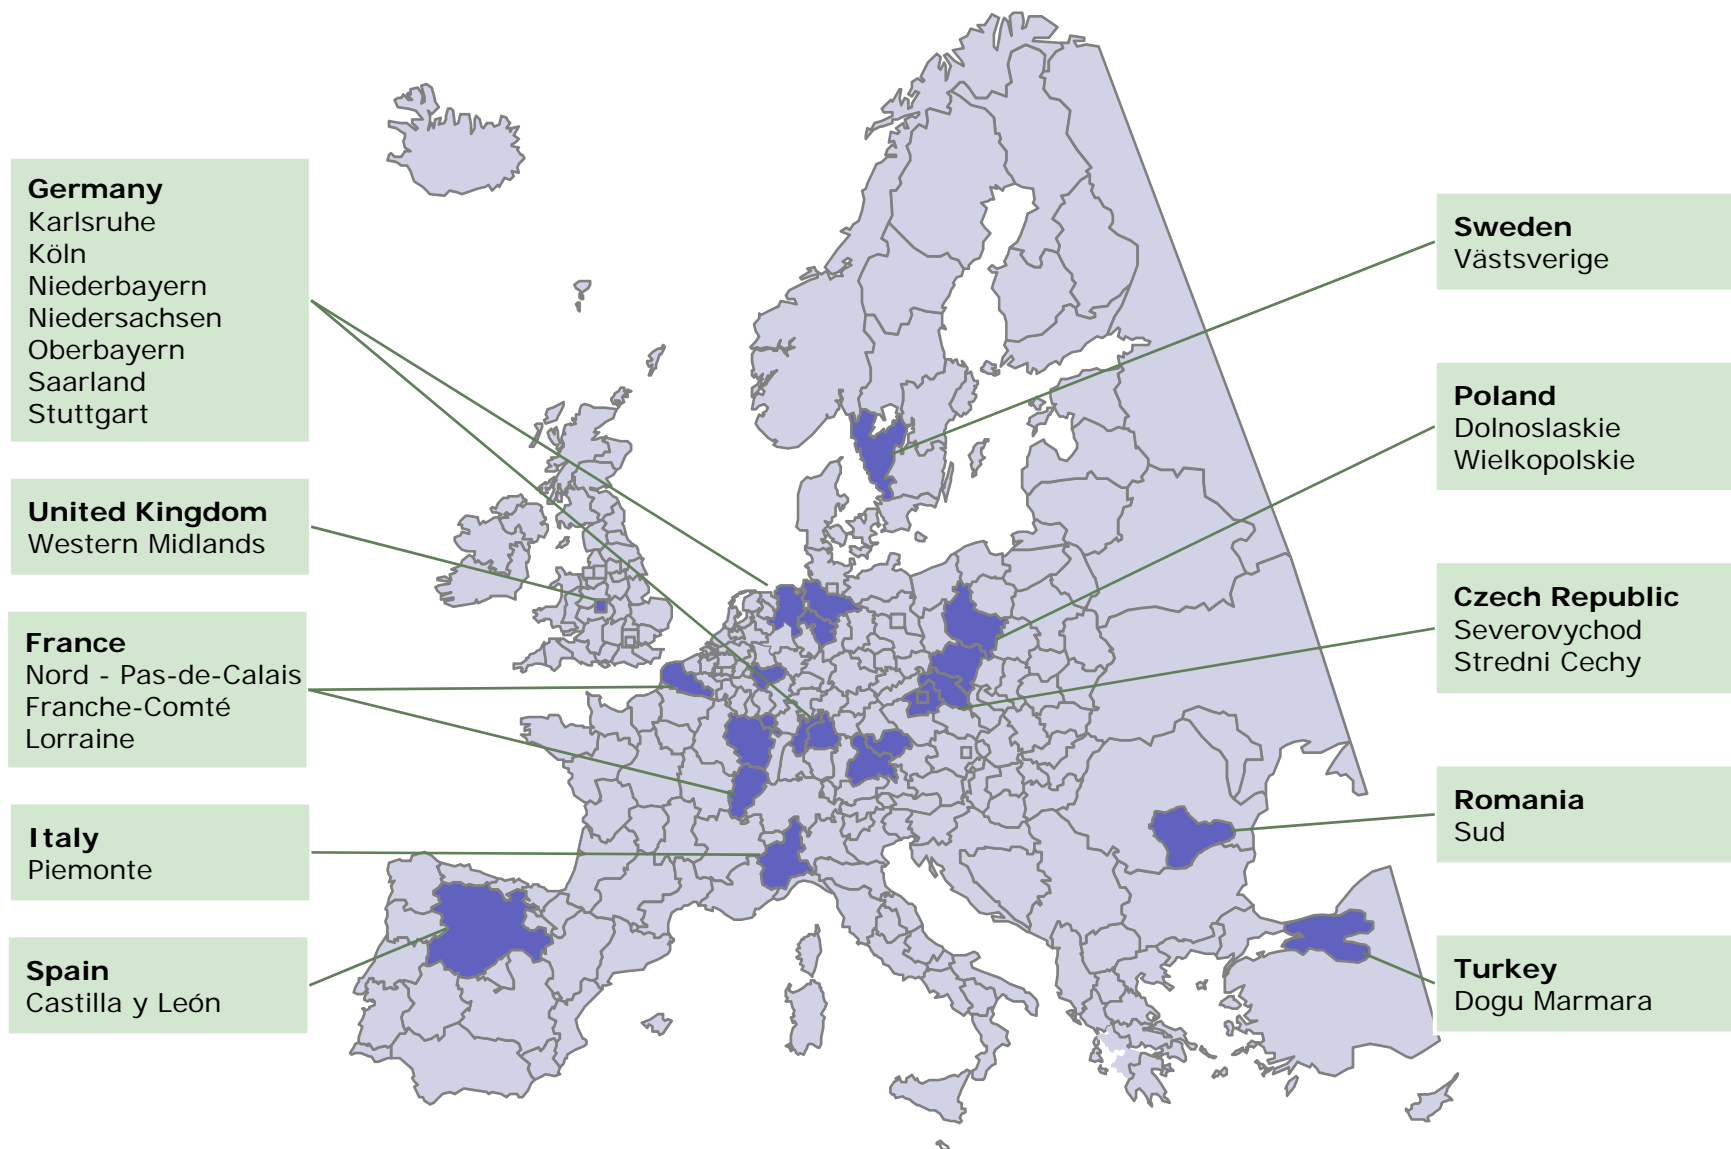 Germany
Karlsruhe
Köln
Niederbayern
Niedersachsen
Oberbayern
Saarland
Stuttgart
United Kingdom
Western Midlands
France
Nord - Pas-de-Calais
Franche-Comté
Lorraine
Italy
Piemonte
Spain
Castilla y León
Sweden
Västsverige
Poland
Dolnoslaskie
Wielkopolskie
Czech Republic
Severovychod
Stredni Cechy
Romania
Sud
Turkey
Dogu Marmara